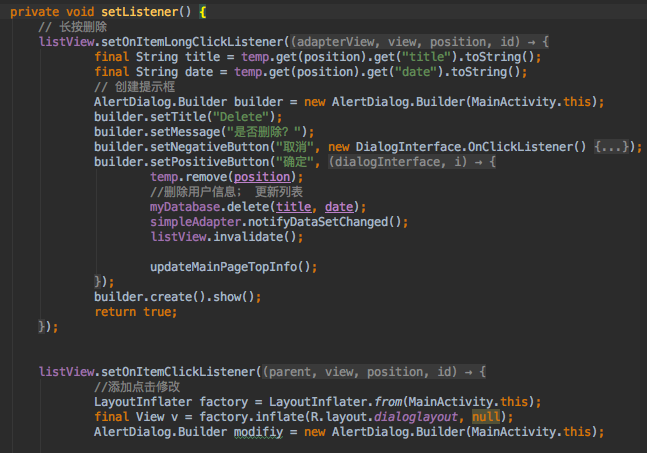 private void setListener() {
// 长按删除
listView.setOnItemLongClickListener((adapterView, view, position, id) → {
final String title = temp.get(position).get("title").toString();
final String date = temp.get(position).get("date").toString();
// 创建提示框
AlertDialog.Builder builder = new AlertDialog.Builder(MainActivity.this);
builder.setTitle("Delete");
builder.setMessage("是否删除？");
builder.setNegativeButton("取消", new DialogInterface.OnClickListener() {...});
builder.setPositiveButton("确定", (dialogInterface, i) → {
temp.remove(position);
//删除用户信息； 更新列表
myDatabase.delete(title, date);
simpleAdapter.notifyDataSetChanged();
listView.invalidate();
updateMainPageTopInfo();
});
builder.create().show();
return true;
});
listView.setOnItemClickListener((parent, view, position, id) → {
//添加点击修改
LayoutInflater factory = LayoutInflater.from(MainActivity.this);
final View v = factory.inflate(R.layout.dialoglayout, null);
AlertDialog.Builder modifiy = new AlertDialog.Builder(MainActivity.this);